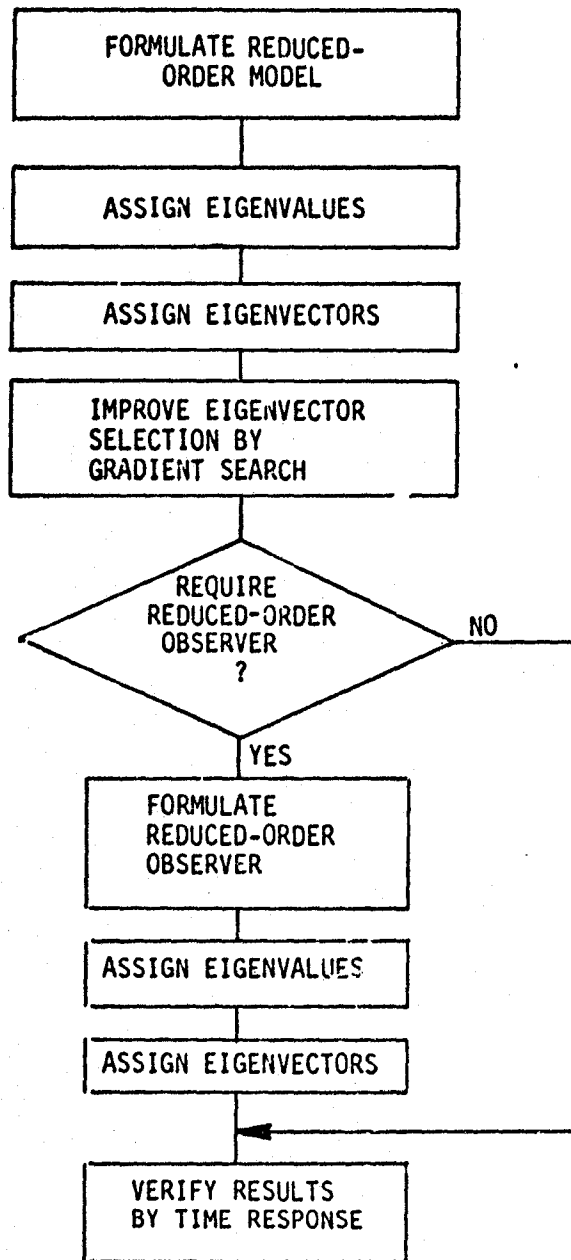 FORMULATE REDUCED-
ORDER MODEL
ASSIGN EIGENVALUES
ASSIGN EIGENVECTORS
IMPROVE EIGENVECTOR
SELECTION BY
GRADIENT SEARCH
REQUIRE
REDUCED-ORDER
OBSERVER
?
NO
YES
FORMULATE
REDUCED-ORDER
OBSERVER
ASSIGN EIGENVALUES
ASSIGN EIGENVECTORS
VERIFY RESULTS
BY TIME RESPONSE